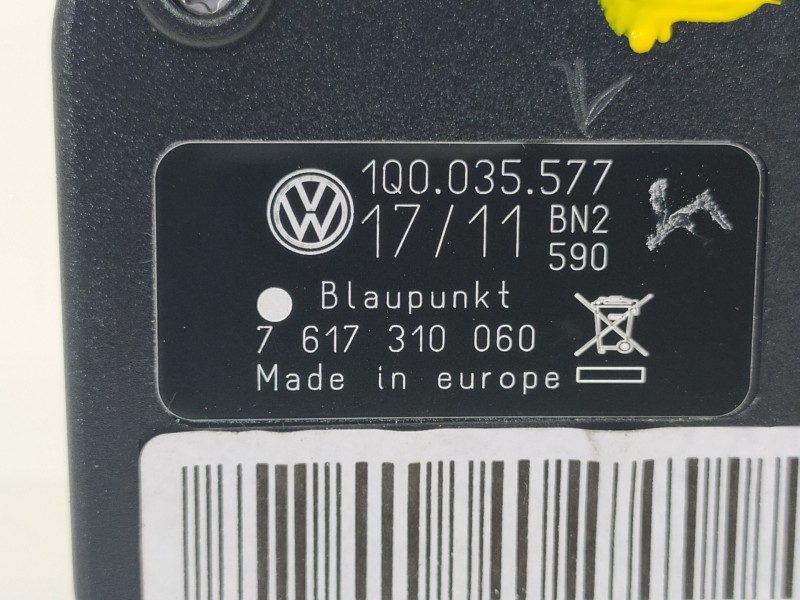 1Q0.035.577
17/11 BN2
590
Blaupunkt
7 617 310 060
Made in europe